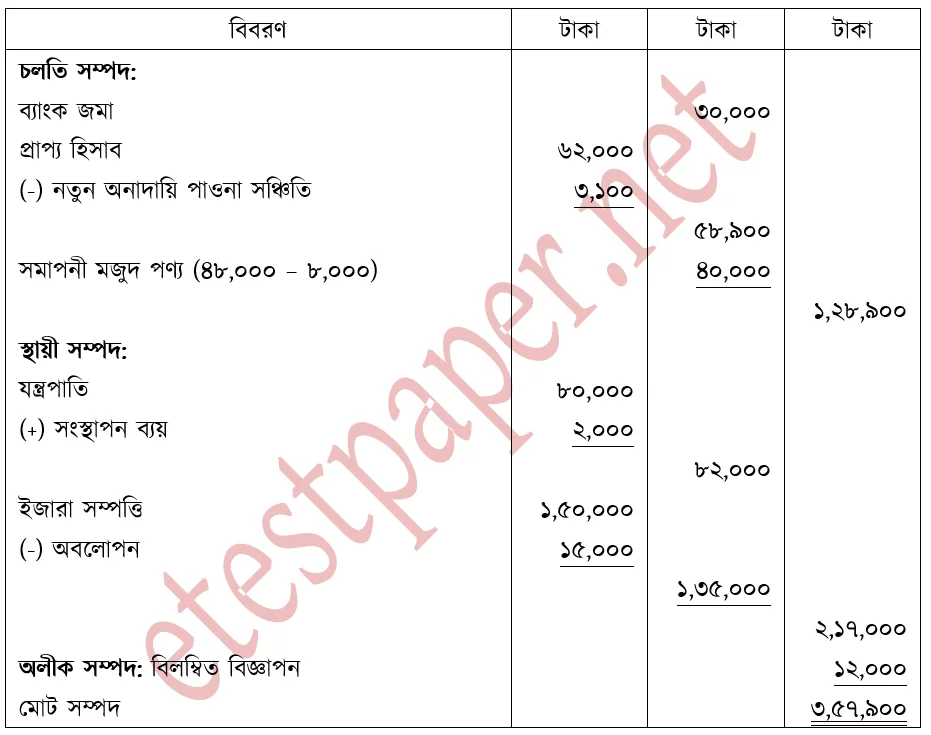 বিবরণ টাকা টাকা টাকা
চলতি সম্পদ:
ব্যাংক জমা ৩০,০০০
প্রাপ্য হিসাব ৬২,০০০
(-) নতুন অনাদায়ি পাওনা সঞ্চিতি ৩,১০০
৫৮,৯০০
সমাপনী মজুদ পণ্য (৪৮,০০০ – ৮,০০০) ৪০,০০০
১,২৮,৯০০
স্থায়ী সম্পদ:
যন্ত্রপাতি ৮০,০০০
(+) সংস্থাপন ব্যয় ২,০০০
৮২,০০০
ইজারা সম্পত্তি ১,৫০,০০০
(-) অবলোপন ১৫,০০০
১,৩৫,০০০
২,১৭,০০০
অলীক সম্পদ: বিলম্বিত বিজ্ঞাপন ১২,০০০
মোট সম্পদ ৩,৫৭,৯০০
etestpaper.net